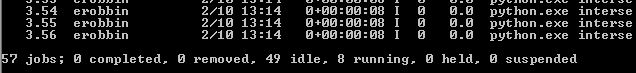 3.54 erobbin 2/10 13:14 0+00:00:08 I 0 0.0 python.exe interse
3.55 erobbin 2/10 13:14 0+00:00:08 I 0 0.0 python.exe interse
3.56 erobbin 2/10 13:14 0+00:00:08 I 0 0.0 python.exe interse
57 jobs; 0 completed, 0 removed, 49 idle, 8 running, 0 held, 0 suspended